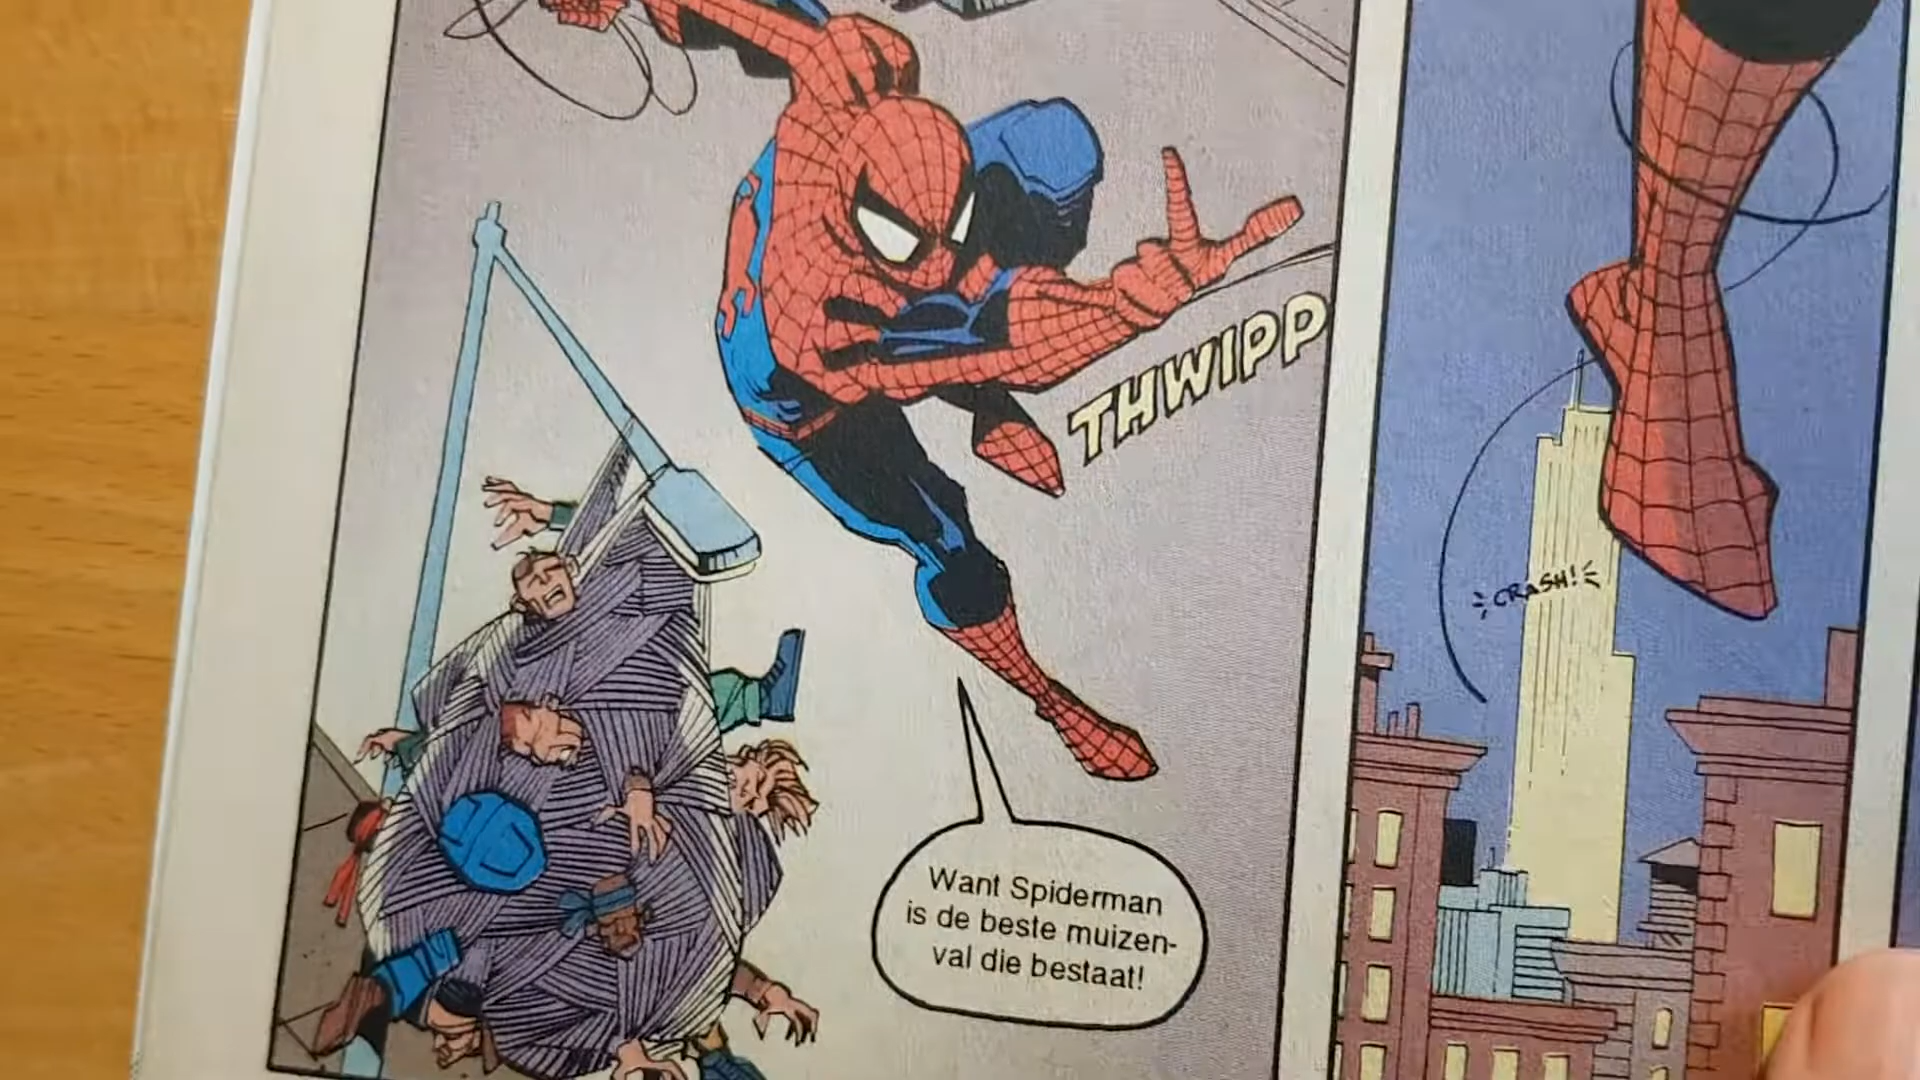 THWIPP
Want Spiderman
is de beste muizen-
val die bestaat!
CRASH!